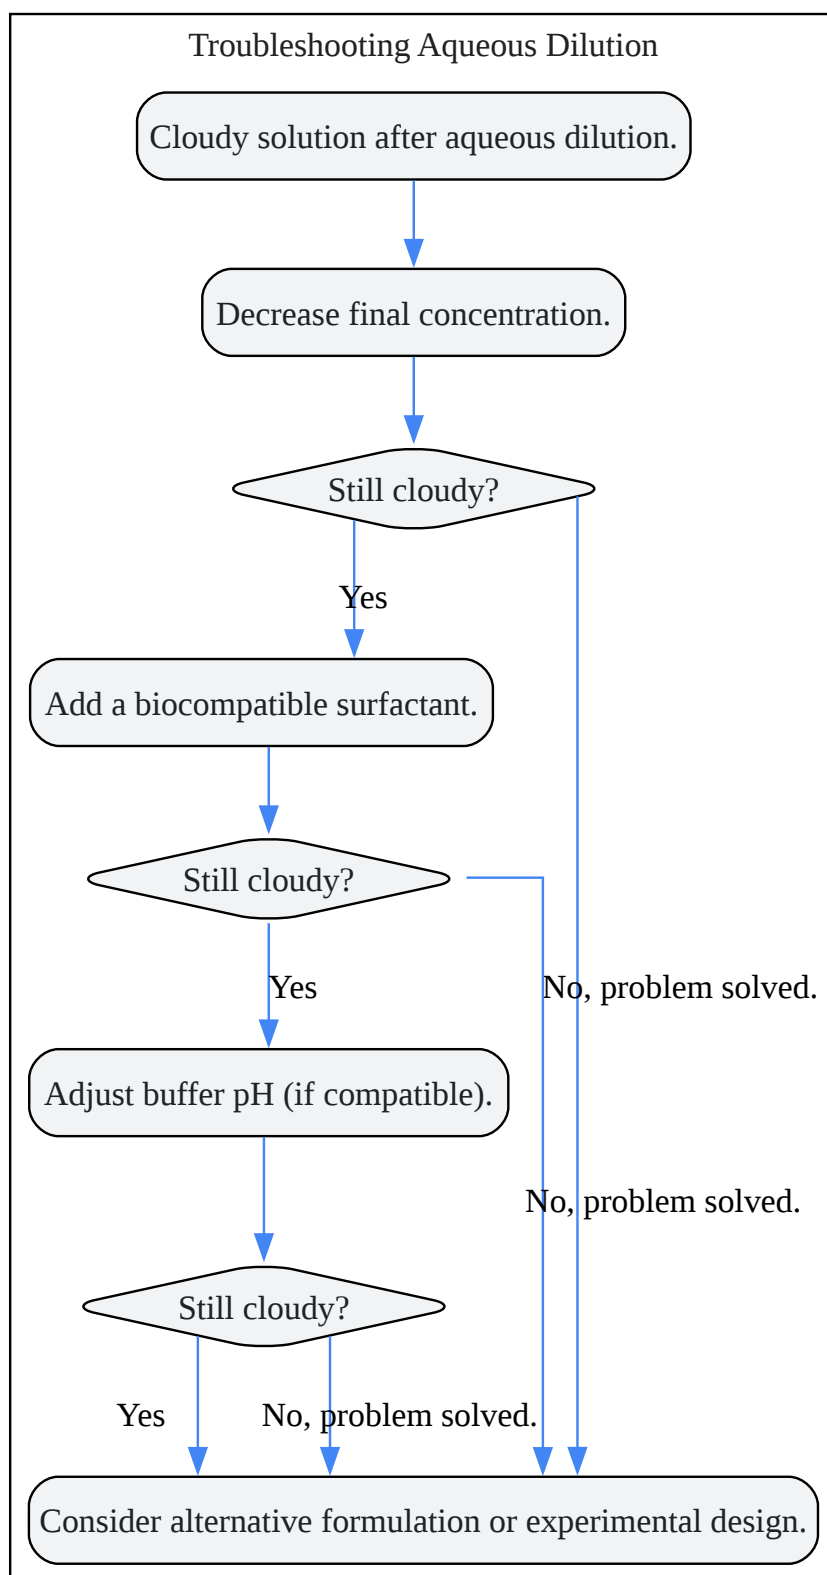 Troubleshooting Aqueous Dilution
Cloudy solution after aqueous dilution.
Decrease final concentration.
Still cloudy?
Yes
Add a biocompatible surfactant.
Still cloudy?
Yes
No, problem solved.
Adjust buffer pH (if compatible).
No, problem solved.
Still cloudy?
Yes
No, problem solved.
Consider alternative formulation or experimental design.